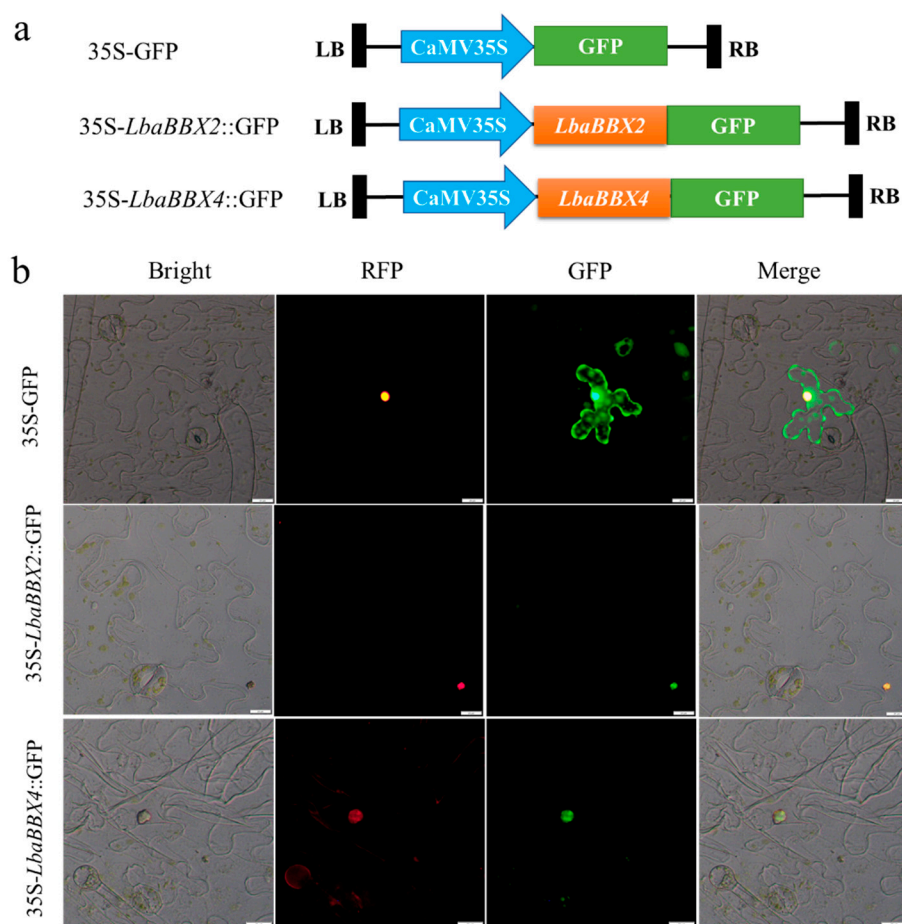 a
35S-GFP LB CaMV35S GFP RB
35S-LbaBBX2::GFP LB CaMV35S LbaBBX2 GFP RB
35S-LbaBBX4::GFP LB CaMV35S LbaBBX4 GFP RB
b
Bright RFP GFP Merge
35S-GFP
35S-LbaBBX2::GFP
35S-LbaBBX4::GFP